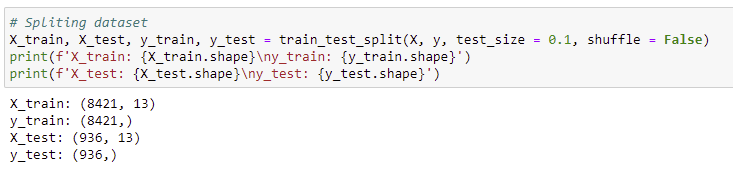 # Spliting dataset
X_train, X_test, y_train, y_test = train_test_split(X, y, test_size = 0.1, shuffle = False)
print(f'X_train: {X_train.shape}\ny_train: {y_train.shape}')
print(f'X_test: {X_test.shape}\ny_test: {y_test.shape}')
X_train: (8421, 13)
y_train: (8421,)
X_test: (936, 13)
y_test: (936,)